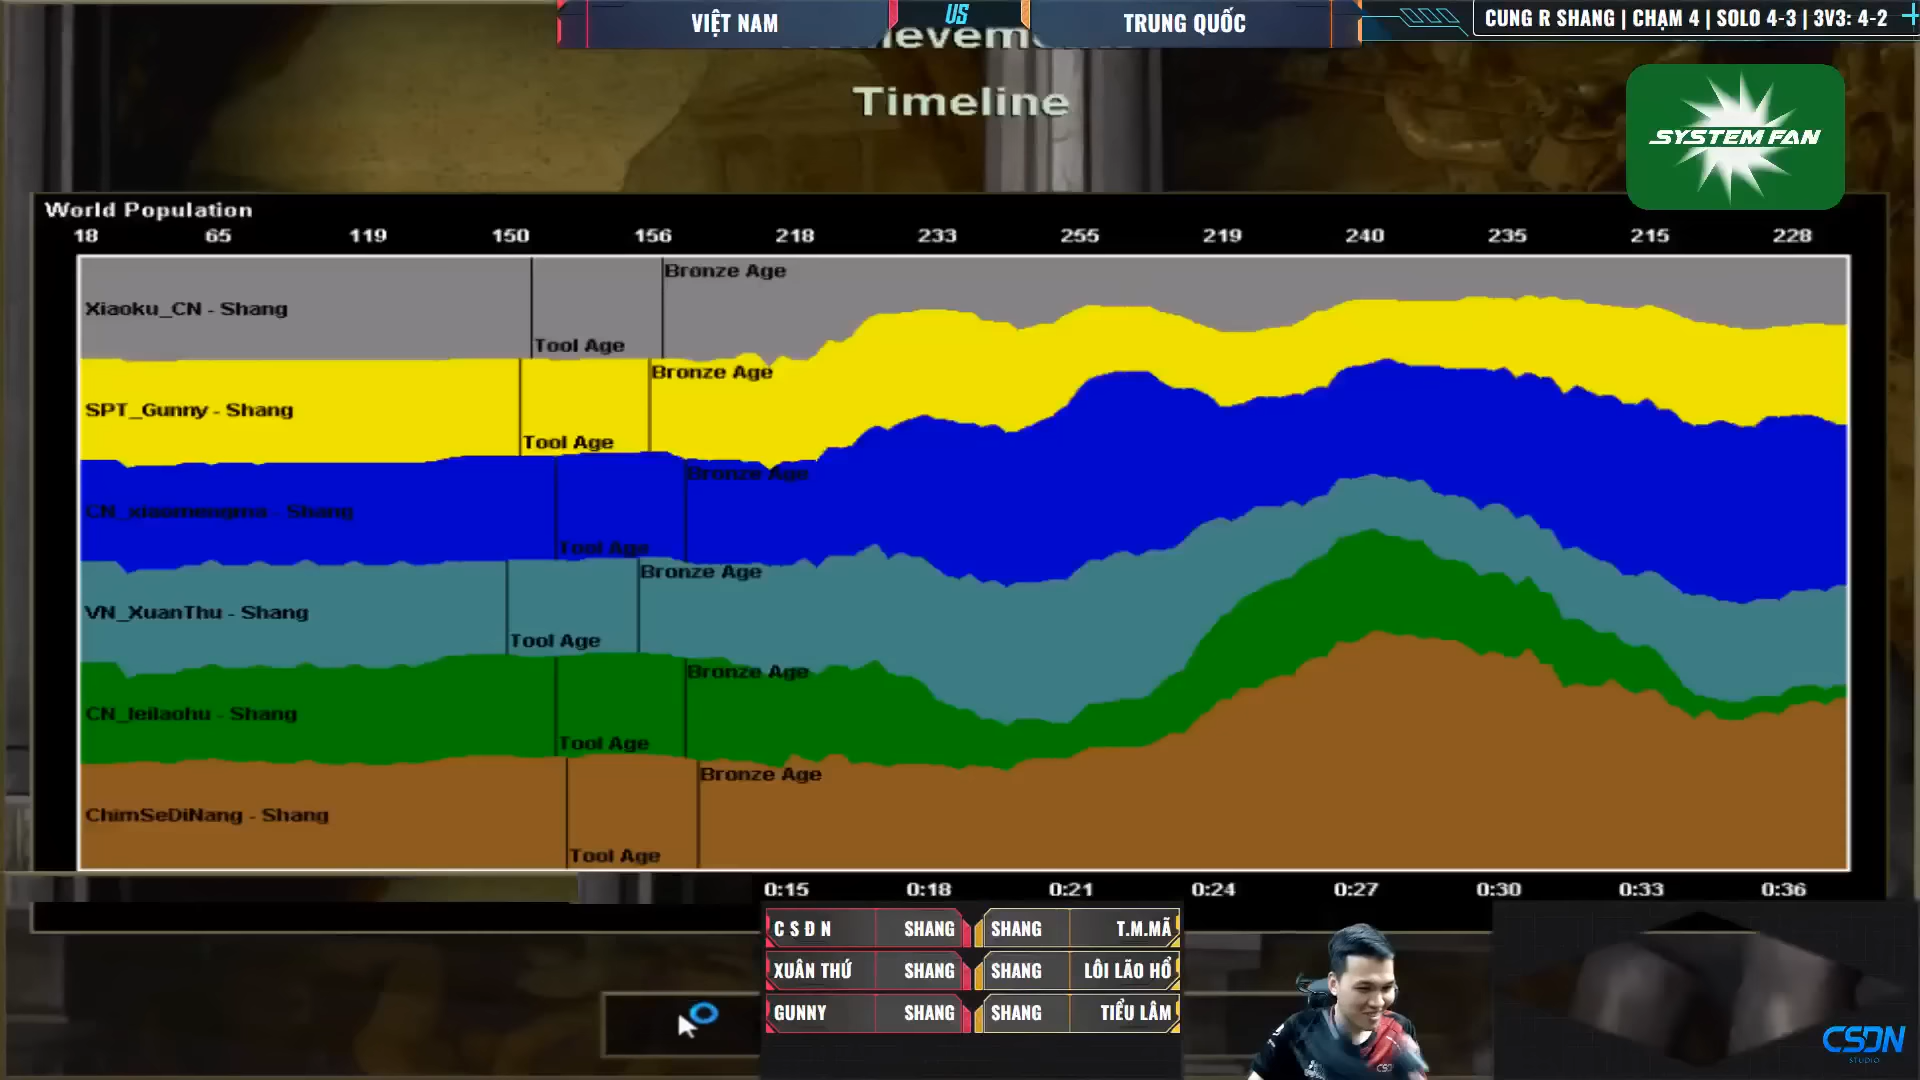 VIỆT NAM
US
TRUNG QUỐC
CUNG R SHANG | CHẠM 4 | SOLO 4-3 | 3V3: 4-2
Timeline
SYSTEM FAN
World Population
18 65 119 150 156 218 233 255 219 240 235 215 228
Bronze Age
Xiaoku_CN - Shang
Tool Age
Bronze Age
SPT_Gunny - Shang
Tool Age
Bronze Age
CN_xiaomengma - Shang
Tool Age
Bronze Age
VN_XuanThu - Shang
Tool Age
Bronze Age
CN_leilaohu - Shang
Tool Age
Bronze Age
ChimSeDiNang - Shang
Tool Age
0:15 0:18 0:21 0:24 0:27 0:30 0:33 0:36
C S Đ N SHANG SHANG T.M.MÃ
XUÂN THỨ SHANG SHANG LÔI LÃO HỔ
GUNNY SHANG SHANG TIỂU LÂM
CSDN
STUDIO